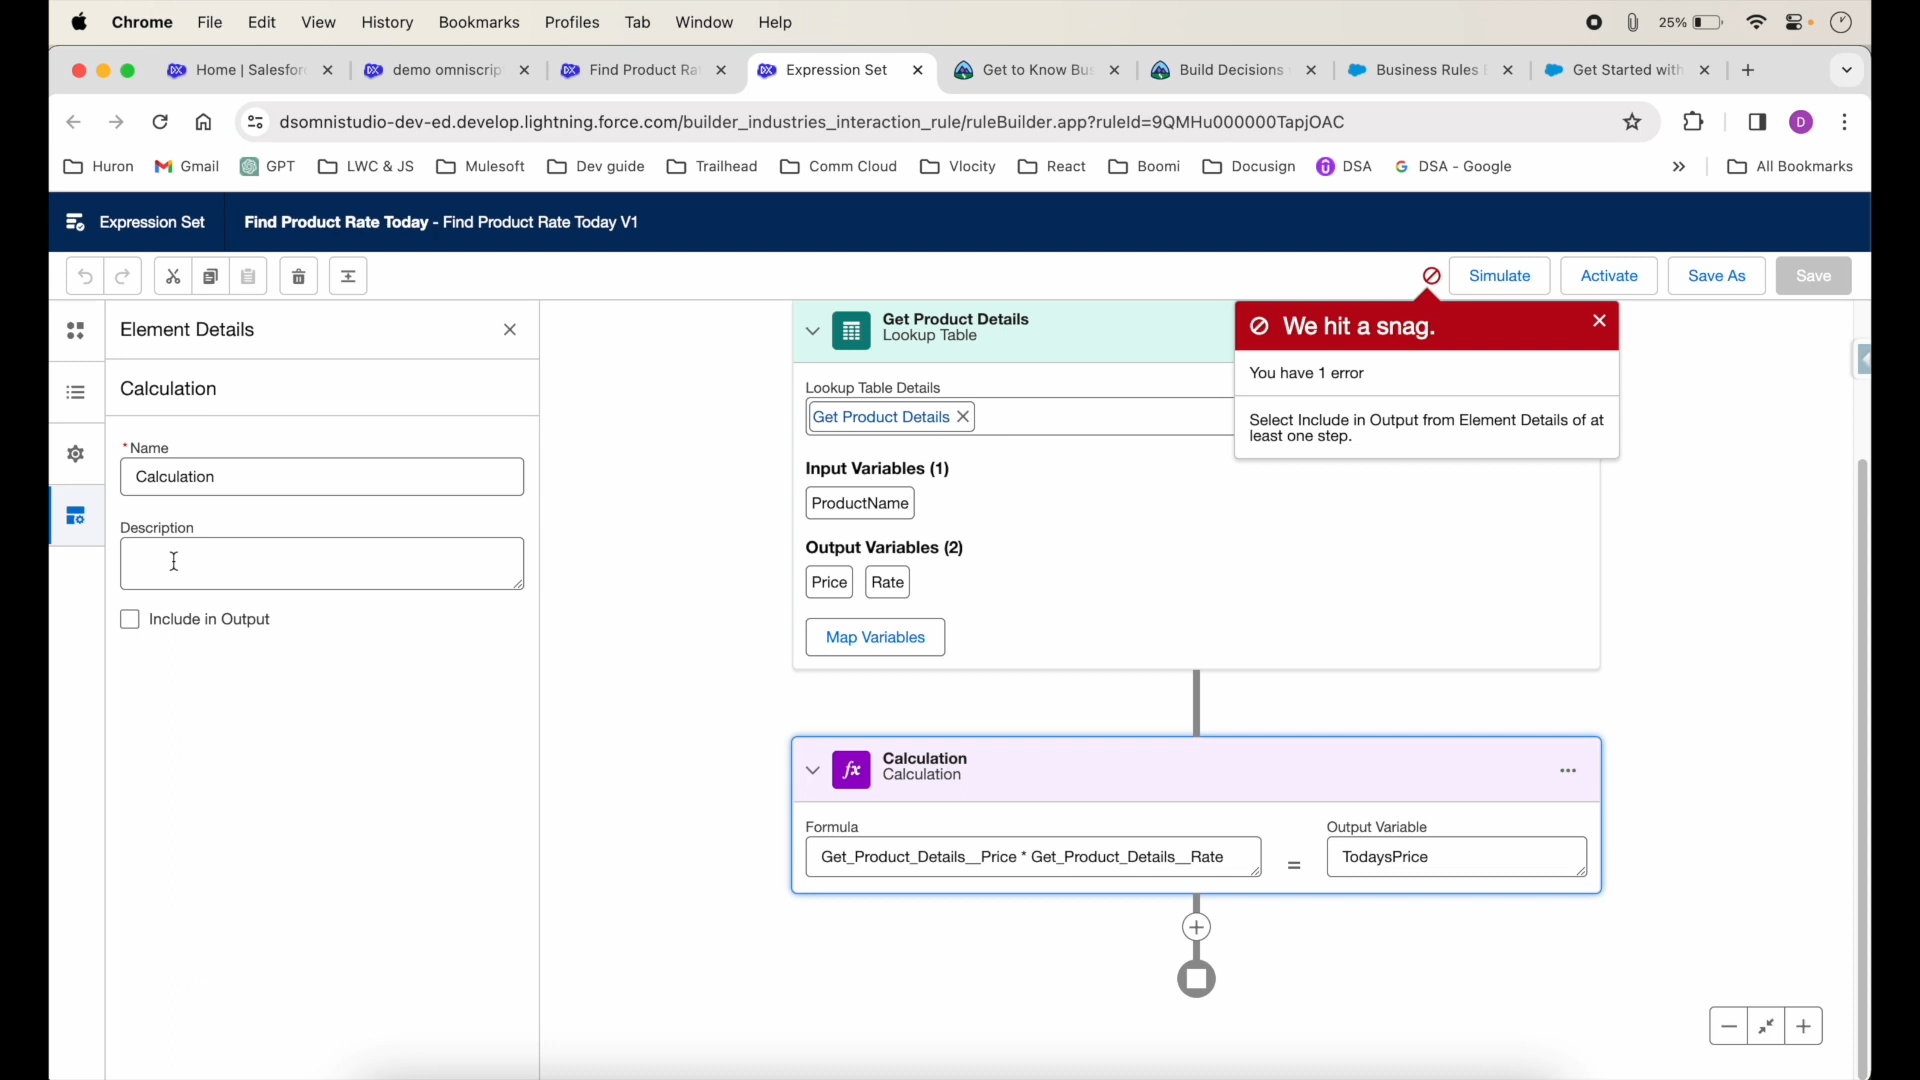 Chrome File Edit View History Bookmarks Profiles Tab Window Help 25%
Home | Salesfor demo omniscrip Find Product Ra Expression Set Get to Know Bus Build Decisions Business Rules E Get Started with
dsomnistudio-dev-ed.develop.lightning.force.com/builder_industries_interaction_rule/ruleBuilder.app?ruleId=9QMHu000000TapjOAC D
Huron Gmail GPT LWC & JS Mulesoft Dev guide Trailhead Comm Cloud Vlocity React Boomi Docusign DSA DSA - Google » All Bookmarks
Expression Set Find Product Rate Today - Find Product Rate Today V1
Simulate Activate Save As Save
Element Details
Calculation
* Name
Calculation
Description
Include in Output
Get Product Details
Lookup Table
Lookup Table Details
Get Product Details
Input Variables (1)
ProductName
Output Variables (2)
Price Rate
Map Variables
We hit a snag.
You have 1 error
Select Include in Output from Element Details of at
least one step.
fx Calculation
Calculation
Formula Output Variable
Get_Product_Details__Price * Get_Product_Details__Rate = TodaysPrice